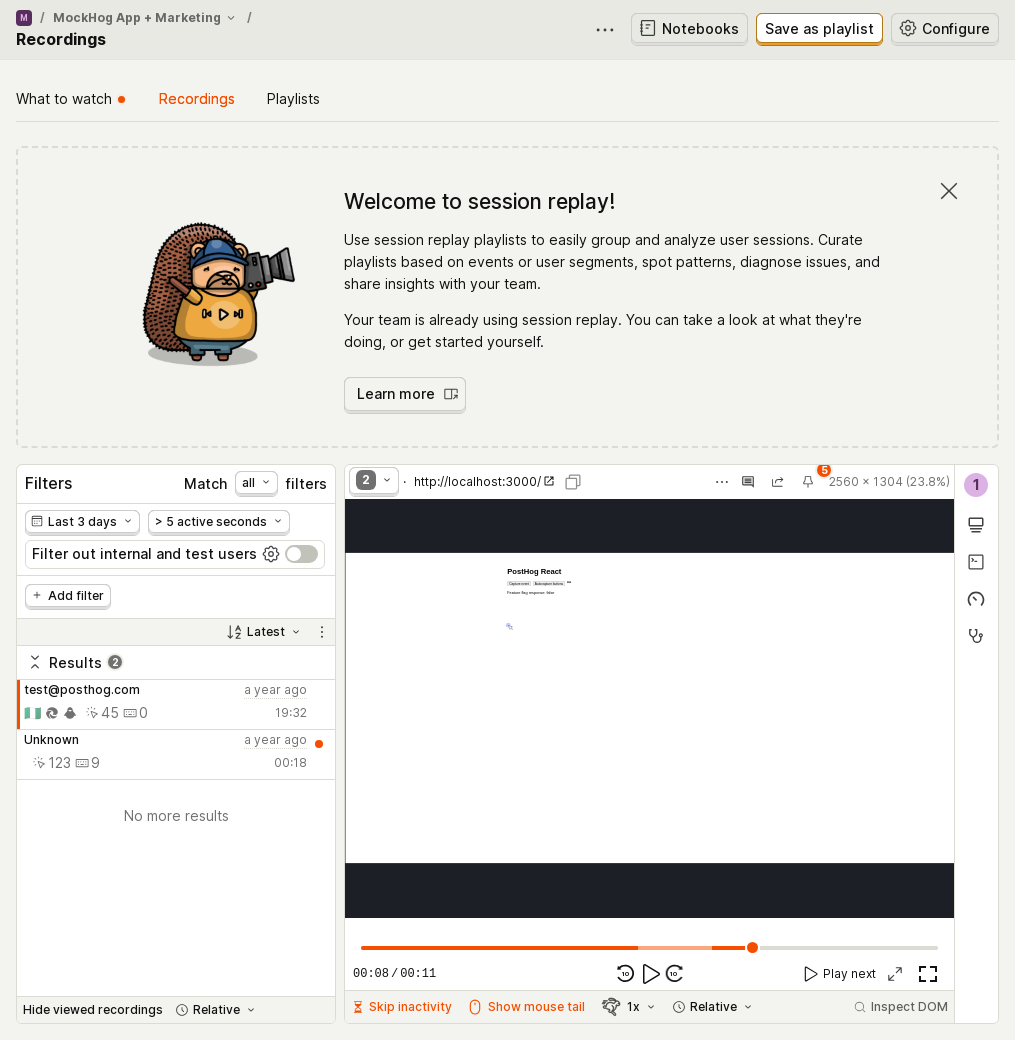 M / MockHog App + Marketing /
Recordings
Notebooks
Save as playlist
Configure
What to watch
Recordings
Playlists
Welcome to session replay!
Use session replay playlists to easily group and analyze user sessions. Curate
playlists based on events or user segments, spot patterns, diagnose issues, and
share insights with your team.
Your team is already using session replay. You can take a look at what they're
doing, or get started yourself.
Learn more
Filters
Match all filters
Last 3 days
> 5 active seconds
Filter out internal and test users
+ Add filter
Latest
Results 2
test@posthog.com
a year ago
45
0
19:32
Unknown
a year ago
123
9
00:18
No more results
Hide viewed recordings
Relative
2 · http://localhost:3000/
5
2560 × 1304 (23.8%)
1
PostHog React
Capture event
Autocapture buttons
Feature flag response: false
00:08 / 00:11
10
10
Play next
Skip inactivity
Show mouse tail
1x
Relative
Inspect DOM